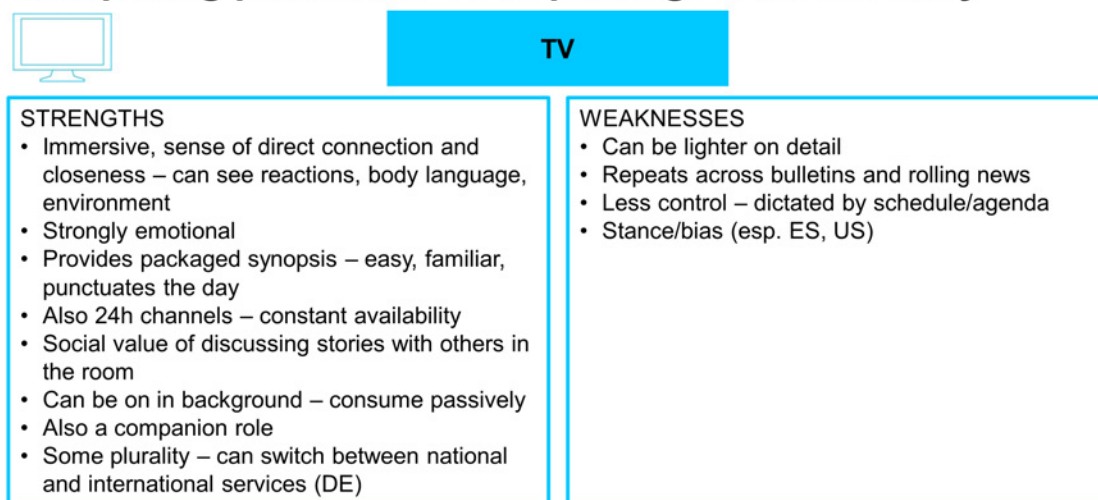 TV
STRENGTHS
• Immersive, sense of direct connection and
closeness – can see reactions, body language,
environment
• Strongly emotional
• Provides packaged synopsis – easy, familiar,
punctuates the day
• Also 24h channels – constant availability
• Social value of discussing stories with others in
the room
• Can be on in background – consume passively
• Also a companion role
• Some plurality – can switch between national
and international services (DE)
WEAKNESSES
• Can be lighter on detail
• Repeats across bulletins and rolling news
• Less control – dictated by schedule/agenda
• Stance/bias (esp. ES, US)